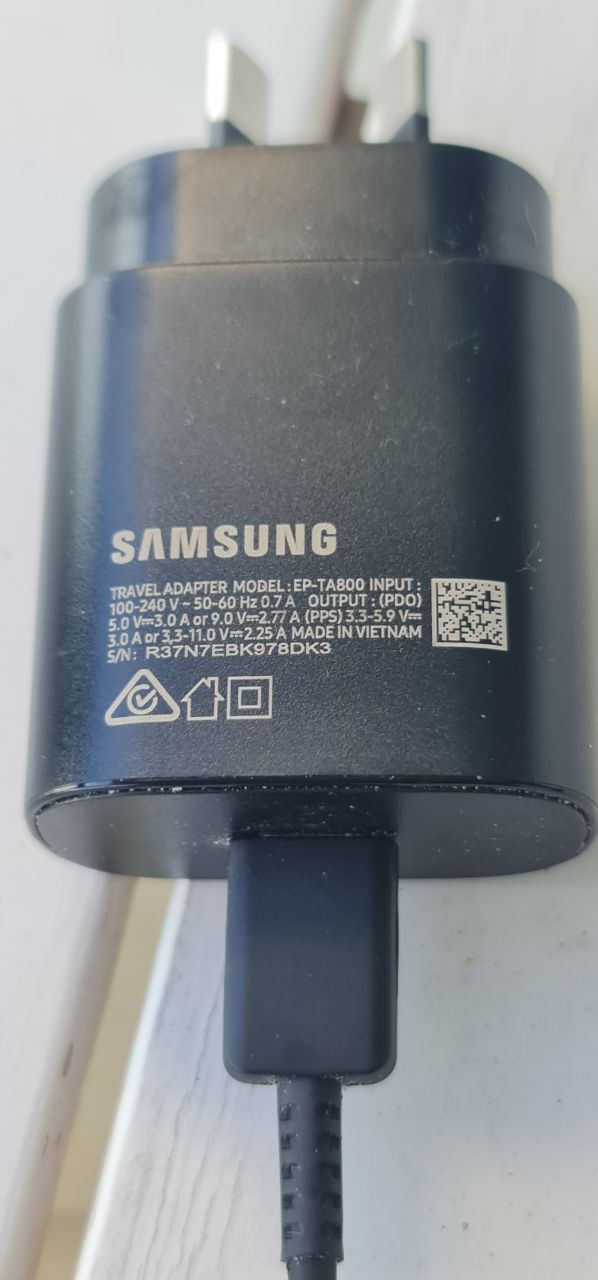 SAMSUNG
TRAVEL ADAPTER MODEL : EP-TA800 INPUT :
100-240 V ~ 50-60 Hz 0.7 A OUTPUT : (PDO)
5.0 V⎓3.0 A or 9.0 V⎓2.77 A (PPS) 3.3-5.9 V⎓
3.0 A or 3.3-11.0 V⎓2.25 A MADE IN VIETNAM
S/N: R37N7EBK978DK3